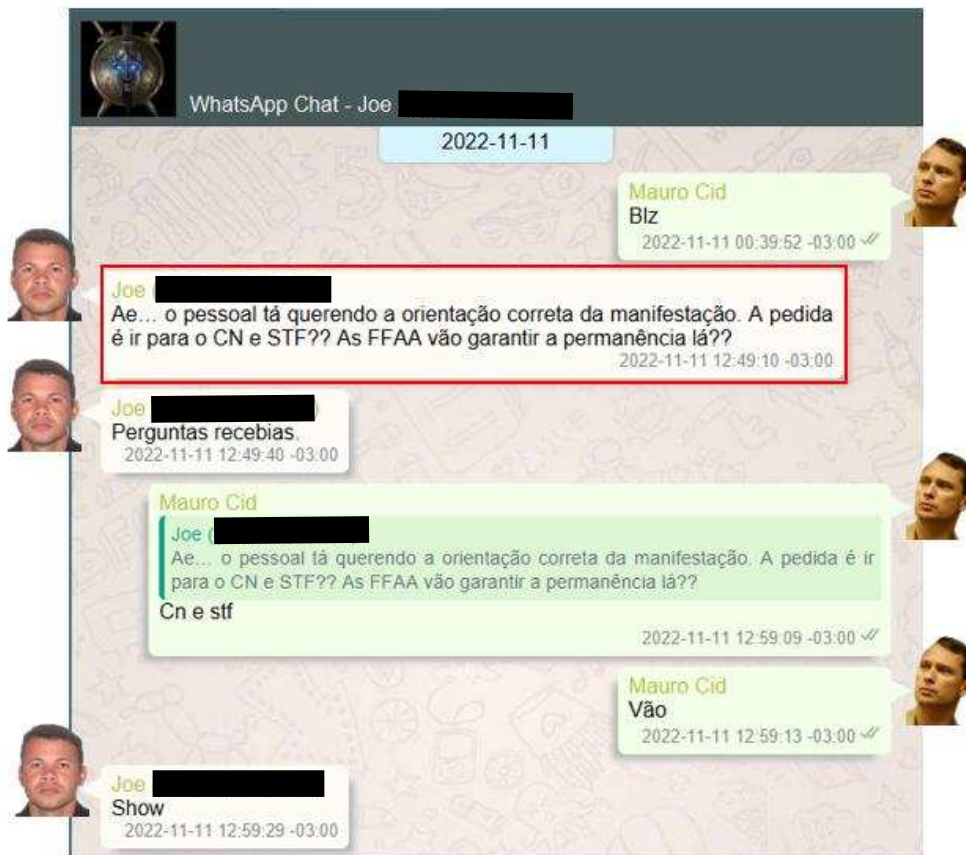 WhatsApp Chat - Joe
2022-11-11
Mauro Cid
Blz
2022-11-11 00:39:52 -03:00
Joe (
Ae... o pessoal tá querendo a orientação correta da manifestação. A pedida
é ir para o CN e STF?? As FFAA vão garantir a permanência lá??
2022-11-11 12:49:10 -03:00
Joe
Perguntas recebias.
2022-11-11 12:49:40 -03:00
Mauro Cid
Joe (
Ae... o pessoal tá querendo a orientação correta da manifestação. A pedida é ir
para o CN e STF?? As FFAA vão garantir a permanência lá??
Cn e stf
2022-11-11 12:59:09 -03:00
Mauro Cid
Vão
2022-11-11 12:59:13 -03:00
Joe
Show
2022-11-11 12:59:29 -03:00